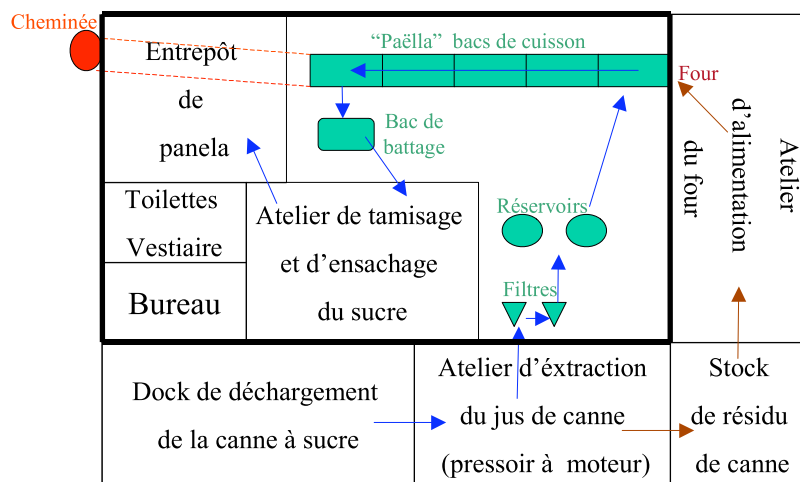 Cheminée
Entrepôt
de
panela
“Paëlla” bacs de cuisson
Four
Bac de
battage
Atelier
d’alimentation
du four
Toilettes
Vestiaire
Bureau
Atelier de tamisage
et d’ensachage
du sucre
Réservoirs
Filtres
Dock de déchargement
de la canne à sucre
Atelier d’éxtraction
du jus de canne
(pressoir à moteur)
Stock
de résidu
de canne